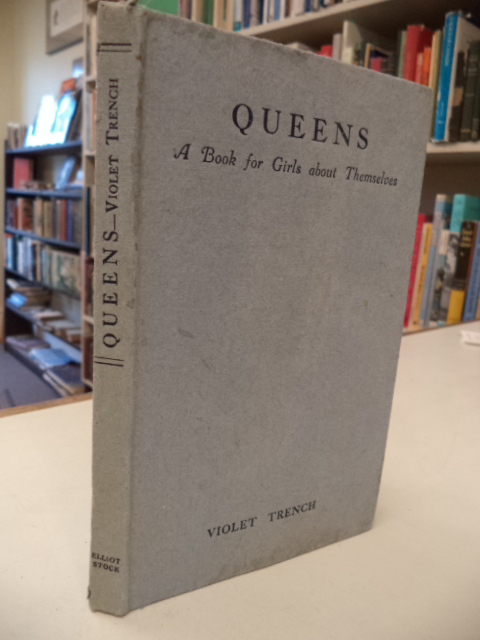 QUEENS
A Book for Girls about Themselves
VIOLET TRENCH
QUEENS—VIOLET TRENCH
ELLIOT
STOCK